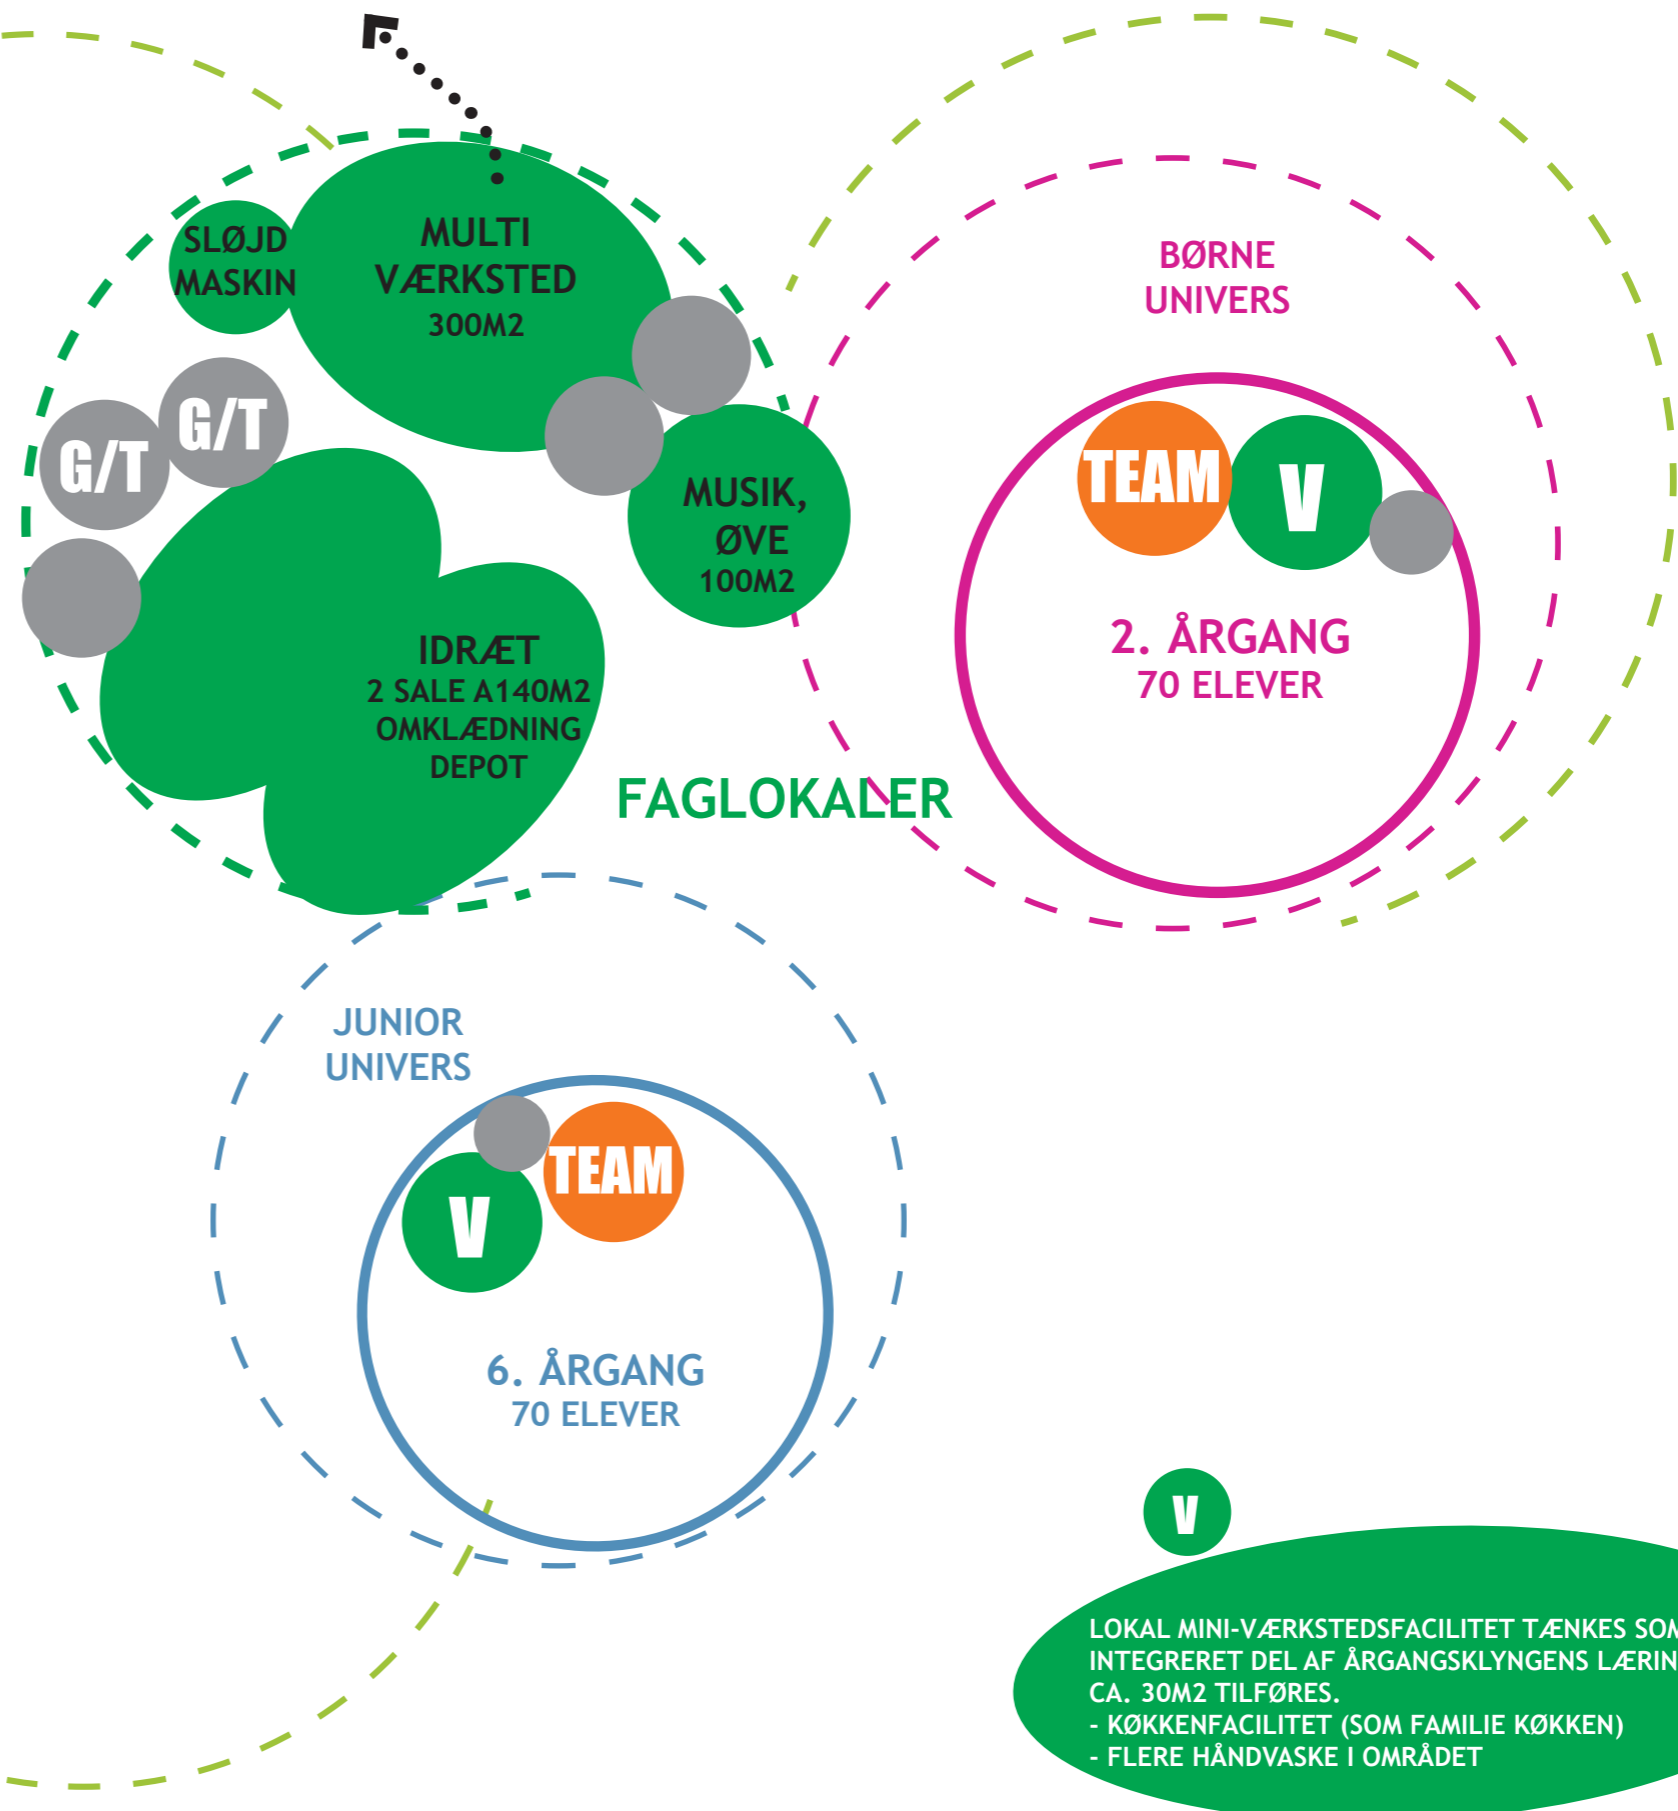 SLØJD
MASKIN
MULTI
VÆRKSTED
300M2
G/T
G/T
MUSIK,
ØVE
100M2
IDRÆT
2 SALE A140M2
OMKLÆDNING
DEPOT
FAGLOKALER
BØRNE
UNIVERS
TEAM
V
2. ÅRGANG
70 ELEVER
JUNIOR
UNIVERS
TEAM
V
6. ÅRGANG
70 ELEVER
V
LOKAL MINI-VÆRKSTEDSFACILITET TÆNKES SOM
INTEGRERET DEL AF ÅRGANGSKLYNGENS LÆRIN
CA. 30M2 TILFØRES.
- KØKKENFACILITET (SOM FAMILIE KØKKEN)
- FLERE HÅNDVASKE I OMRÅDET